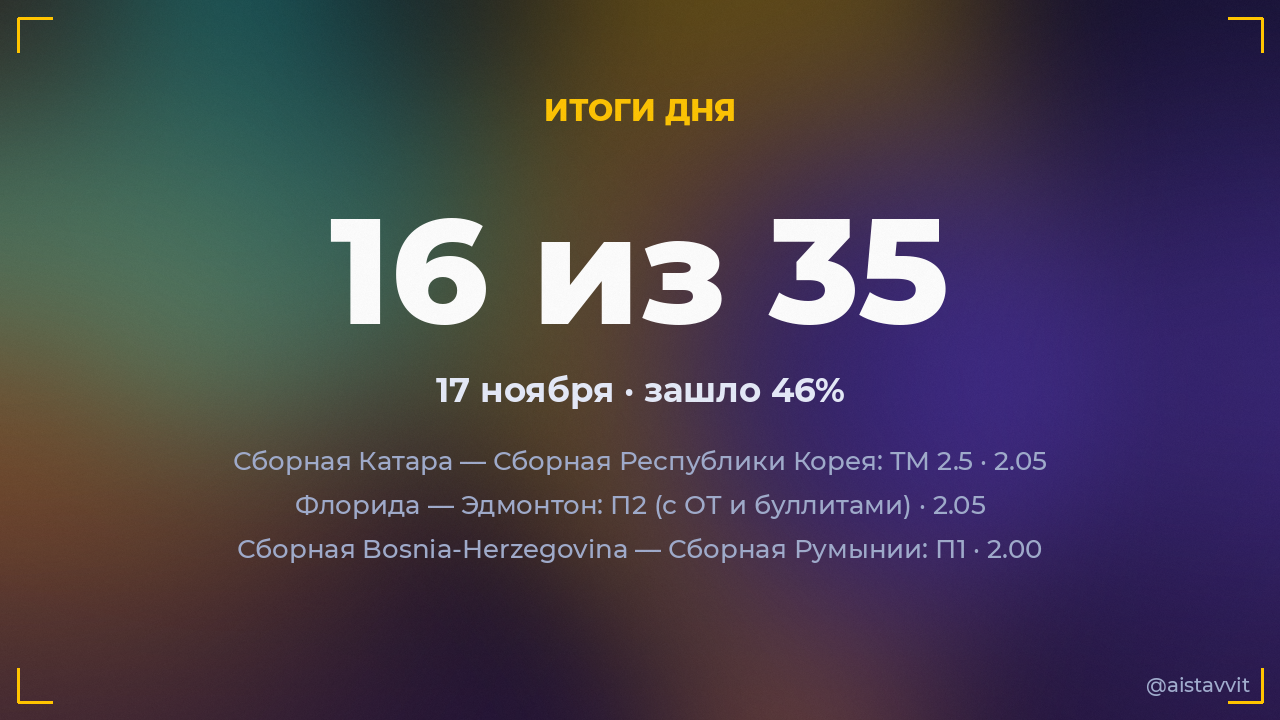 ИТОГИ ДНЯ
16 из 35
17 ноября · зашло 46%
Сборная Катара — Сборная Республики Корея: ТМ 2.5 · 2.05
Флорида — Эдмонтон: П2 (с ОТ и буллитами) · 2.05
Сборная Bosnia-Herzegovina — Сборная Румынии: П1 · 2.00
@aistavvit